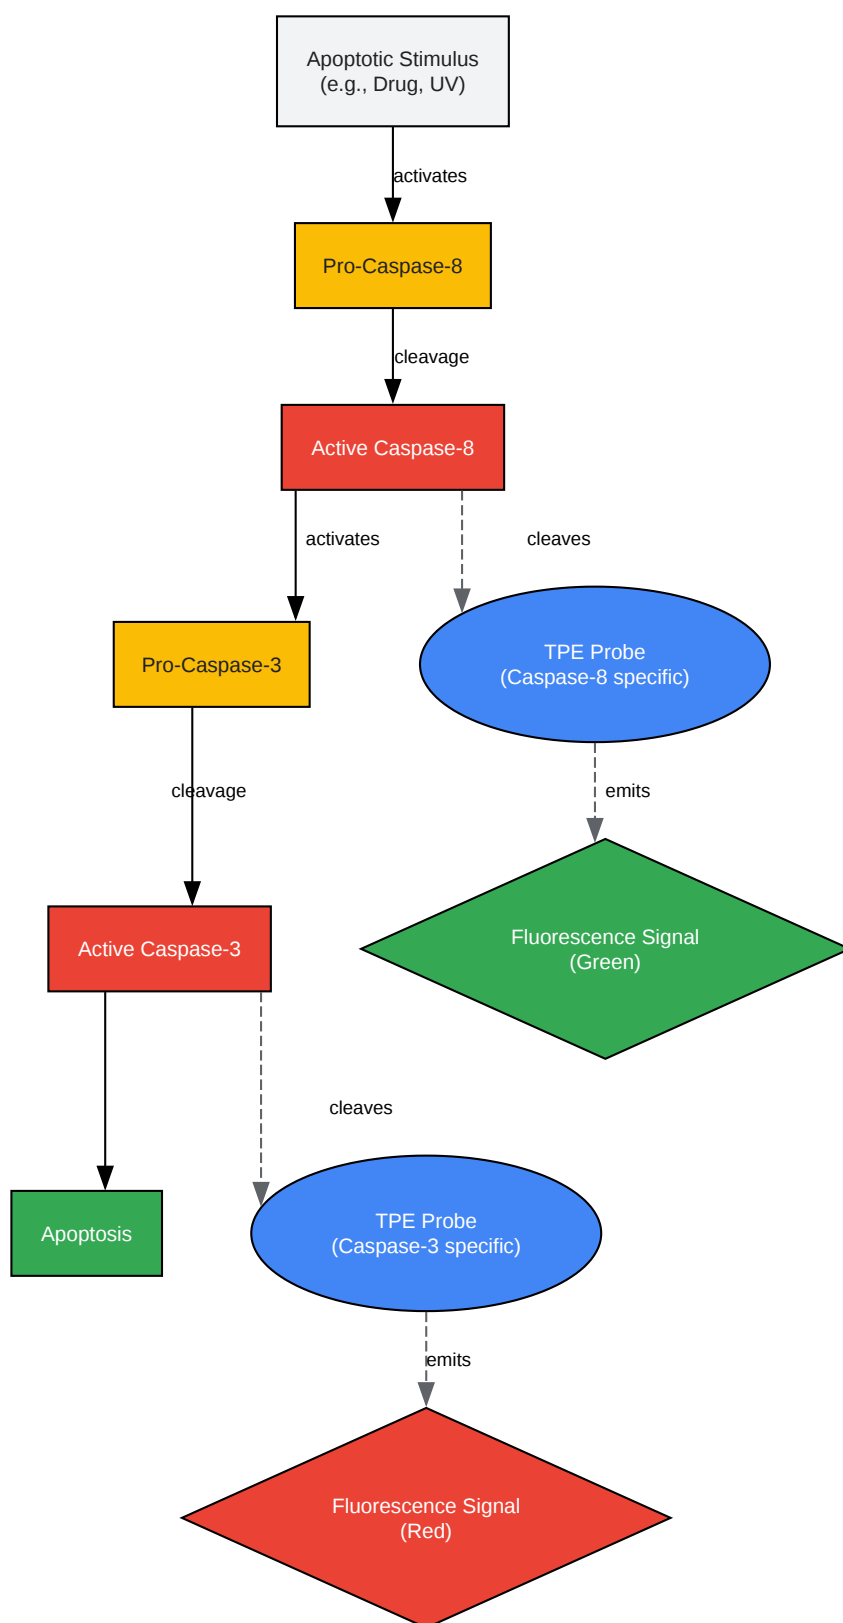 Apoptotic Stimulus
(e.g., Drug, UV)
activates
Pro-Caspase-8
cleavage
Active Caspase-8
activates
cleaves
Pro-Caspase-3
TPE Probe
(Caspase-8 specific)
cleavage
emits
Active Caspase-3
Fluorescence Signal
(Green)
cleaves
Apoptosis
TPE Probe
(Caspase-3 specific)
emits
Fluorescence Signal
(Red)